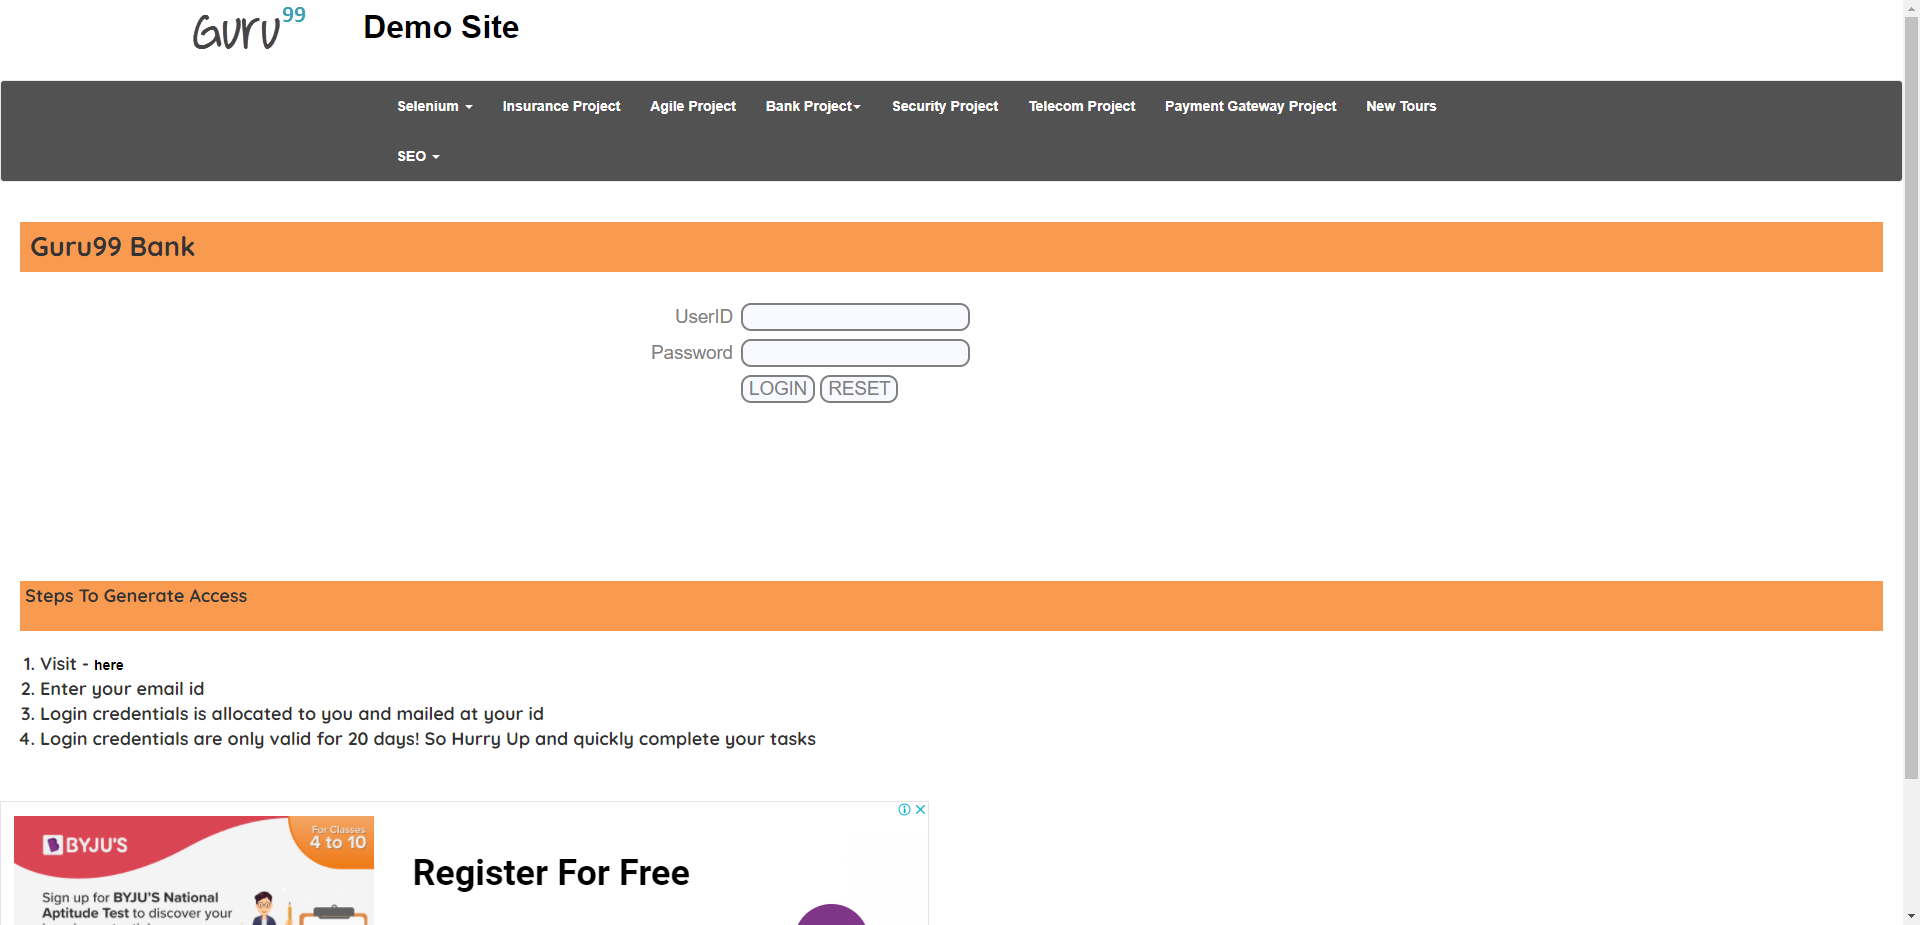 Guru99 Demo Site
Selenium Insurance Project Agile Project Bank Project Security Project Telecom Project Payment Gateway Project New Tours
SEO
Guru99 Bank
UserID
Password
LOGIN RESET
Steps To Generate Access
1. Visit - here
2. Enter your email id
3. Login credentials is allocated to you and mailed at your id
4. Login credentials are only valid for 20 days! So Hurry Up and quickly complete your tasks
BYJU'S
For Classes
4 to 10
Sign up for BYJU'S National
Aptitude Test to discover your
Register For Free